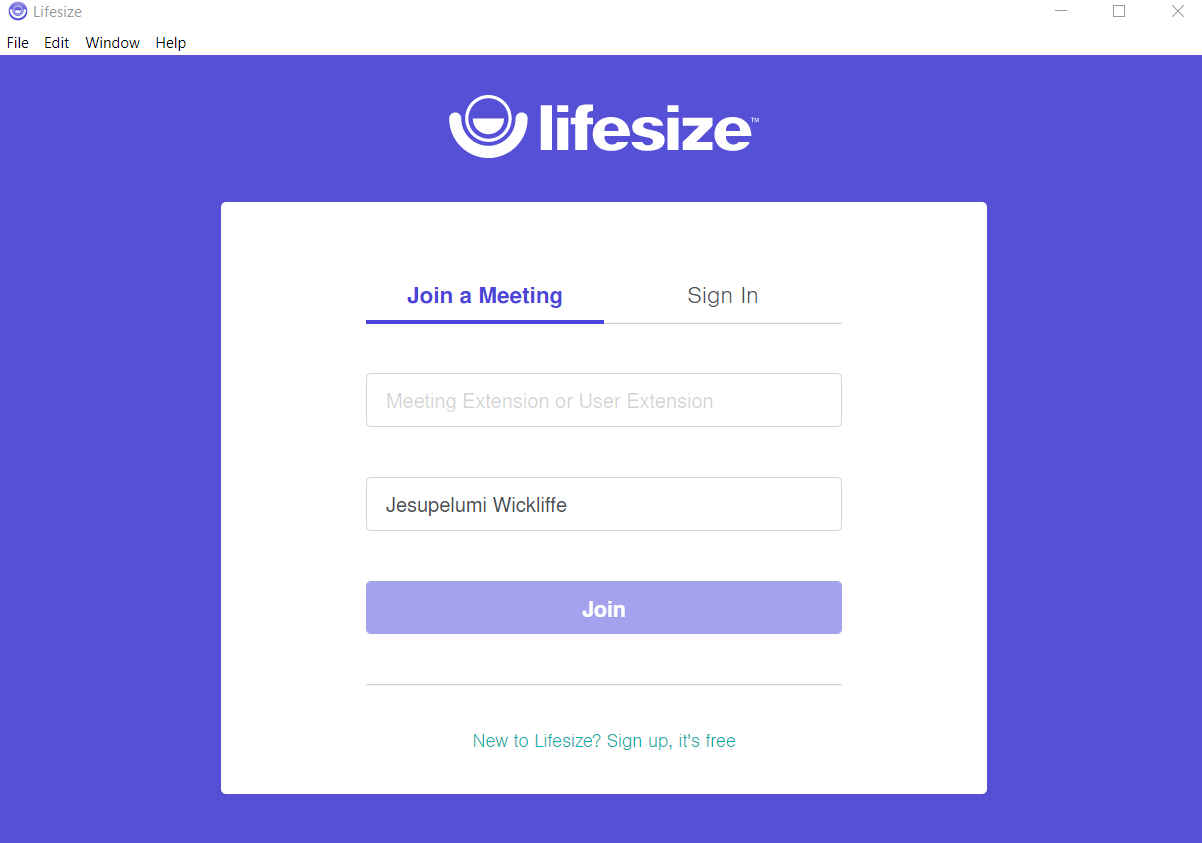 Lifesize
File Edit Window Help
lifesize™
Join a Meeting Sign In
Meeting Extension or User Extension
Jesupelumi Wickliffe
Join
New to Lifesize? Sign up, it's free